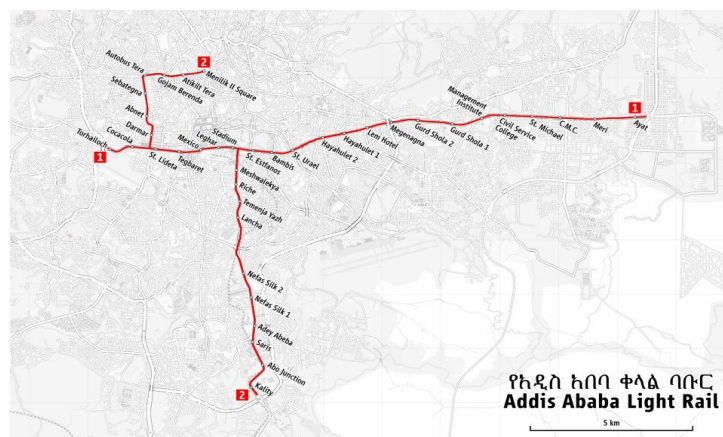 2
Autobus Tera
Menilik II Square
Atikilt Tera
Gojam Berenda
Sebategna
Abnet
Darmar
Cocacola
Torhailoch
1
St. Lideta
Tegbaret
Mexico
Leghar
Stadium
St. Estfanos
Bambis
St. Urael
Hayahulet 2
Hayahulet 1
Lem Hotel
Megenagna
Gurd Shola 2
Gurd Shola 1
Management
Institute
Civil Service
College
St. Michael
C.M.C
Meri
1
Ayat
Meshwalekya
Riche
Temenja Yazh
Lancha
Nefas Silk 2
Nefas Silk 1
Adey Abeba
Saris
Abo Junction
2
Kality
የአዲስ አበባ ቀላል ባቡር
Addis Ababa Light Rail
5 km